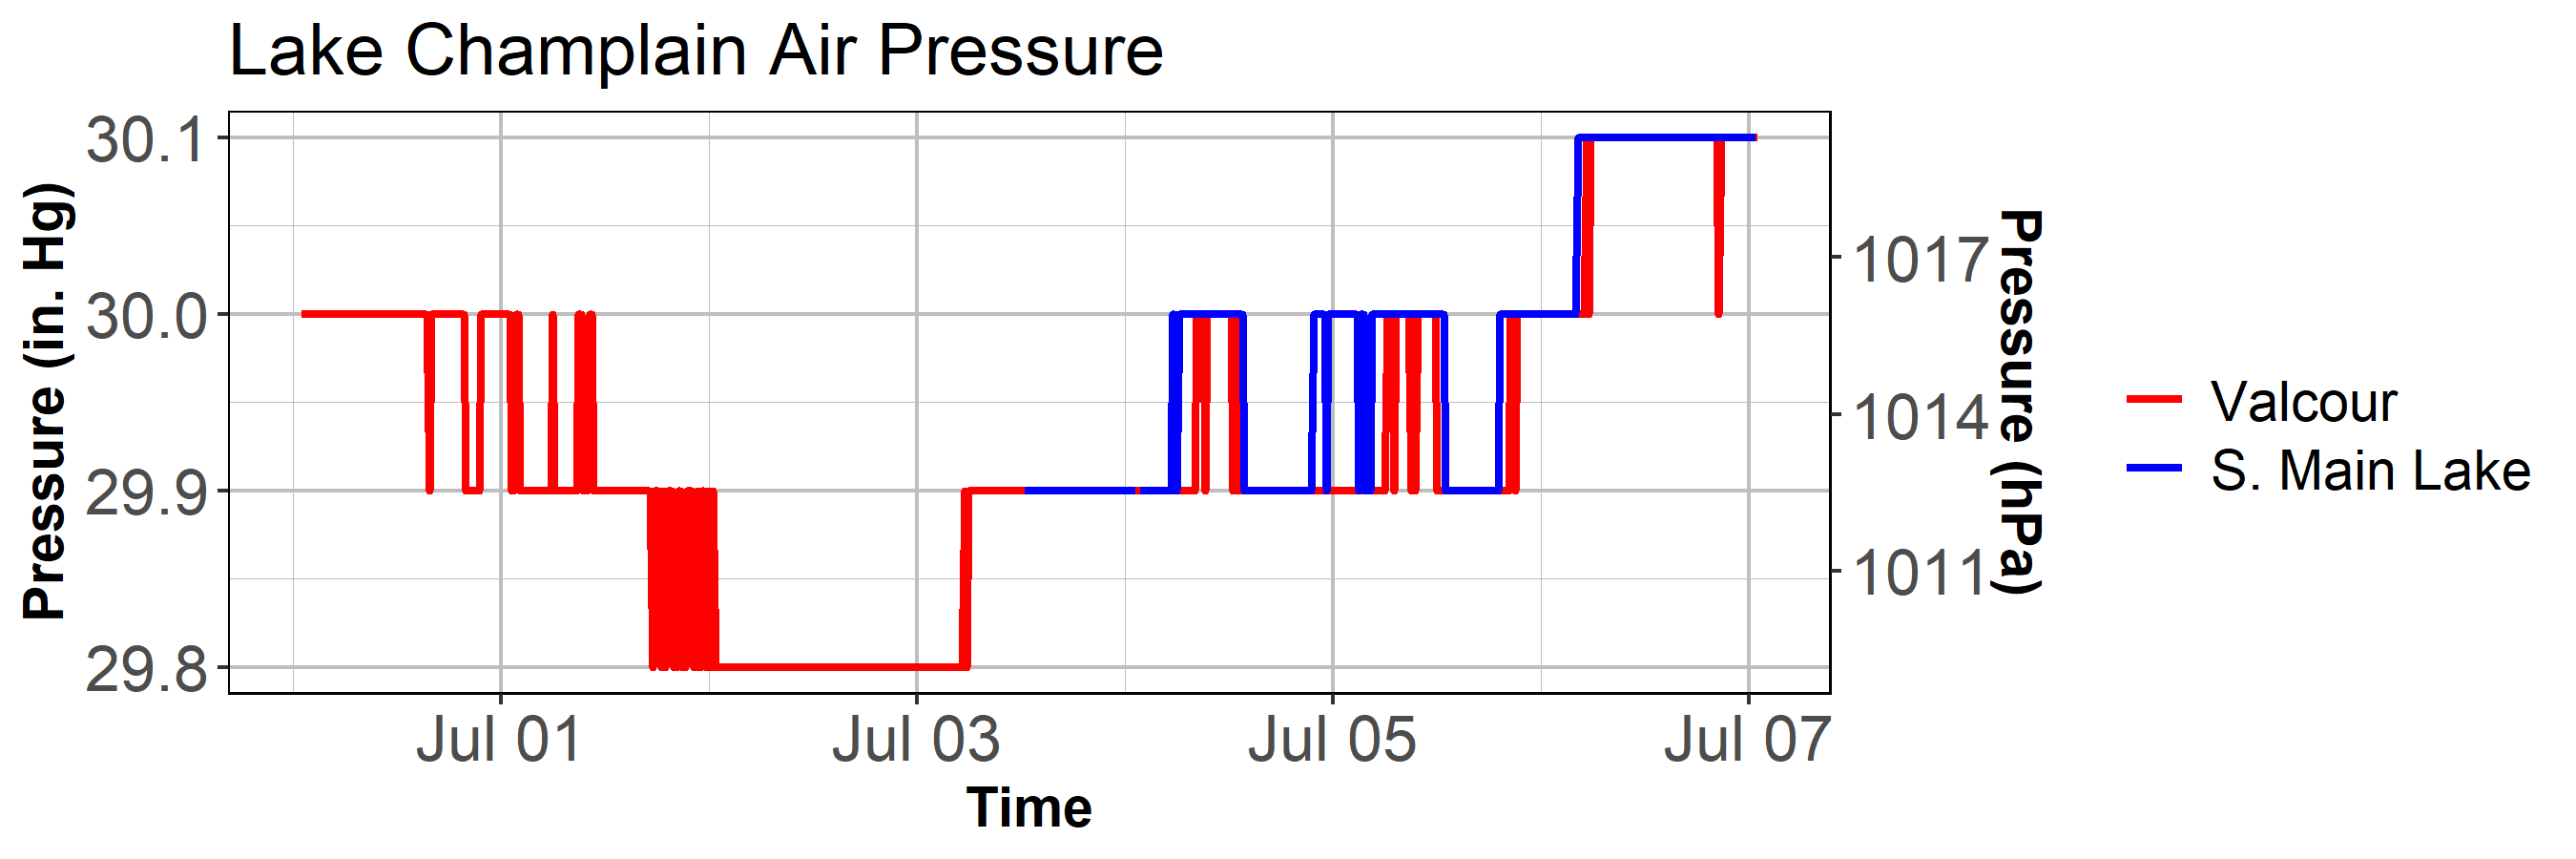 Lake Champlain Air Pressure
Pressure (in. Hg)
30.1
30.0
29.9
29.8
Jul 01
Jul 03
Jul 05
Jul 07
Time
1017
1014
1011
Pressure (hPa)
Valcour
S. Main Lake